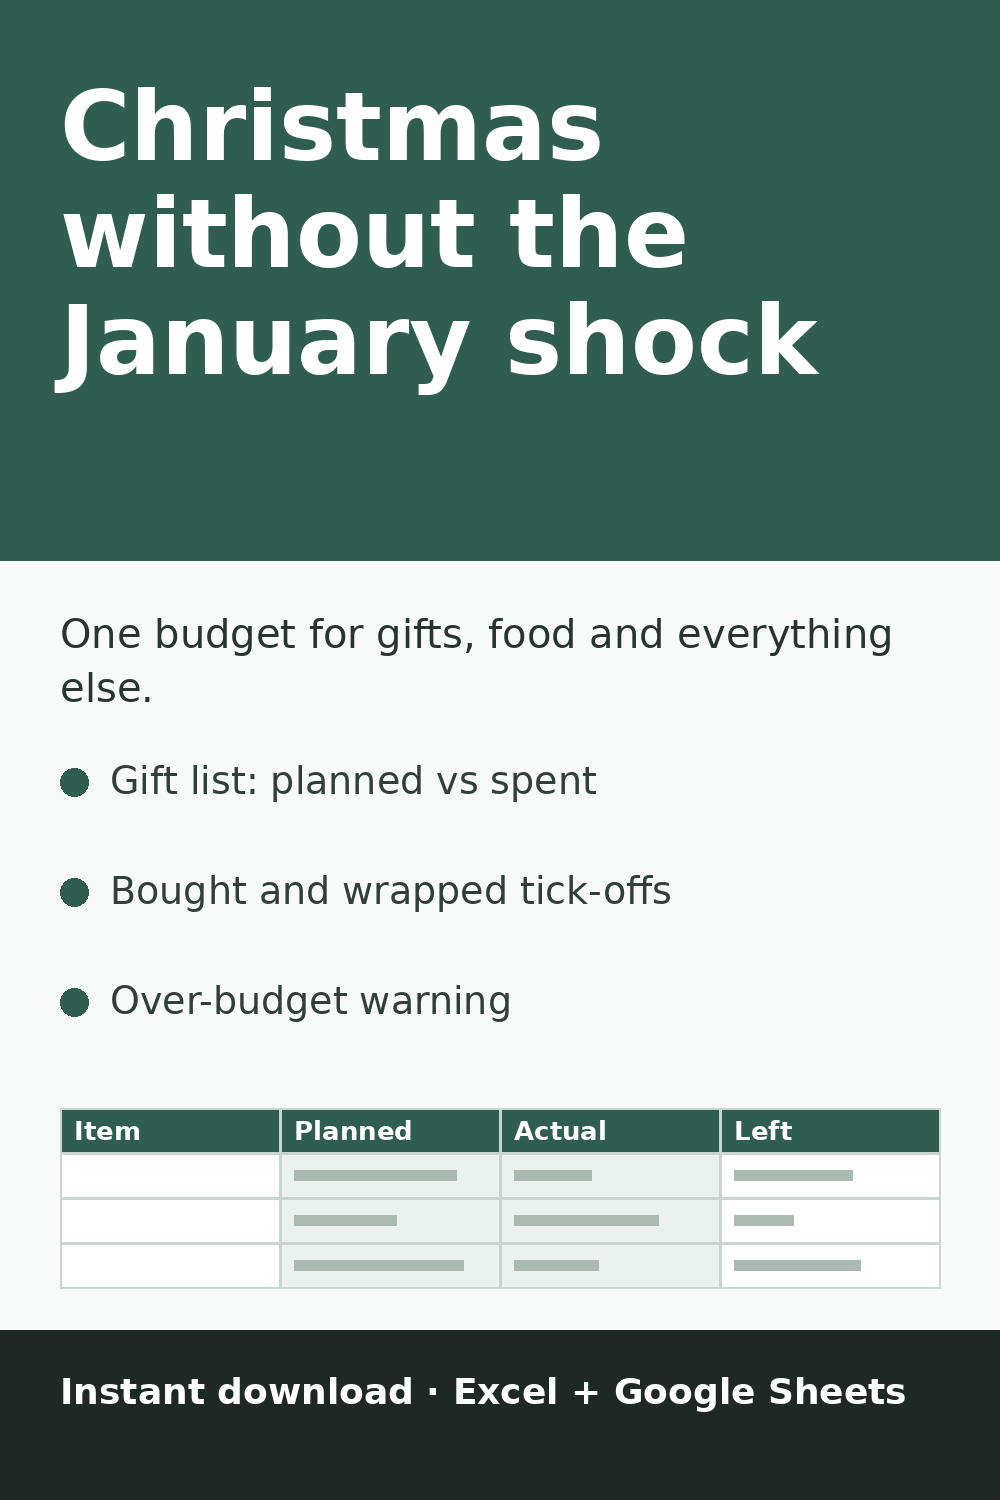 Christmas
without the
January shock
One budget for gifts, food and everything
else.
Gift list: planned vs spent
Bought and wrapped tick-offs
Over-budget warning
Item Planned Actual Left
Instant download · Excel + Google Sheets